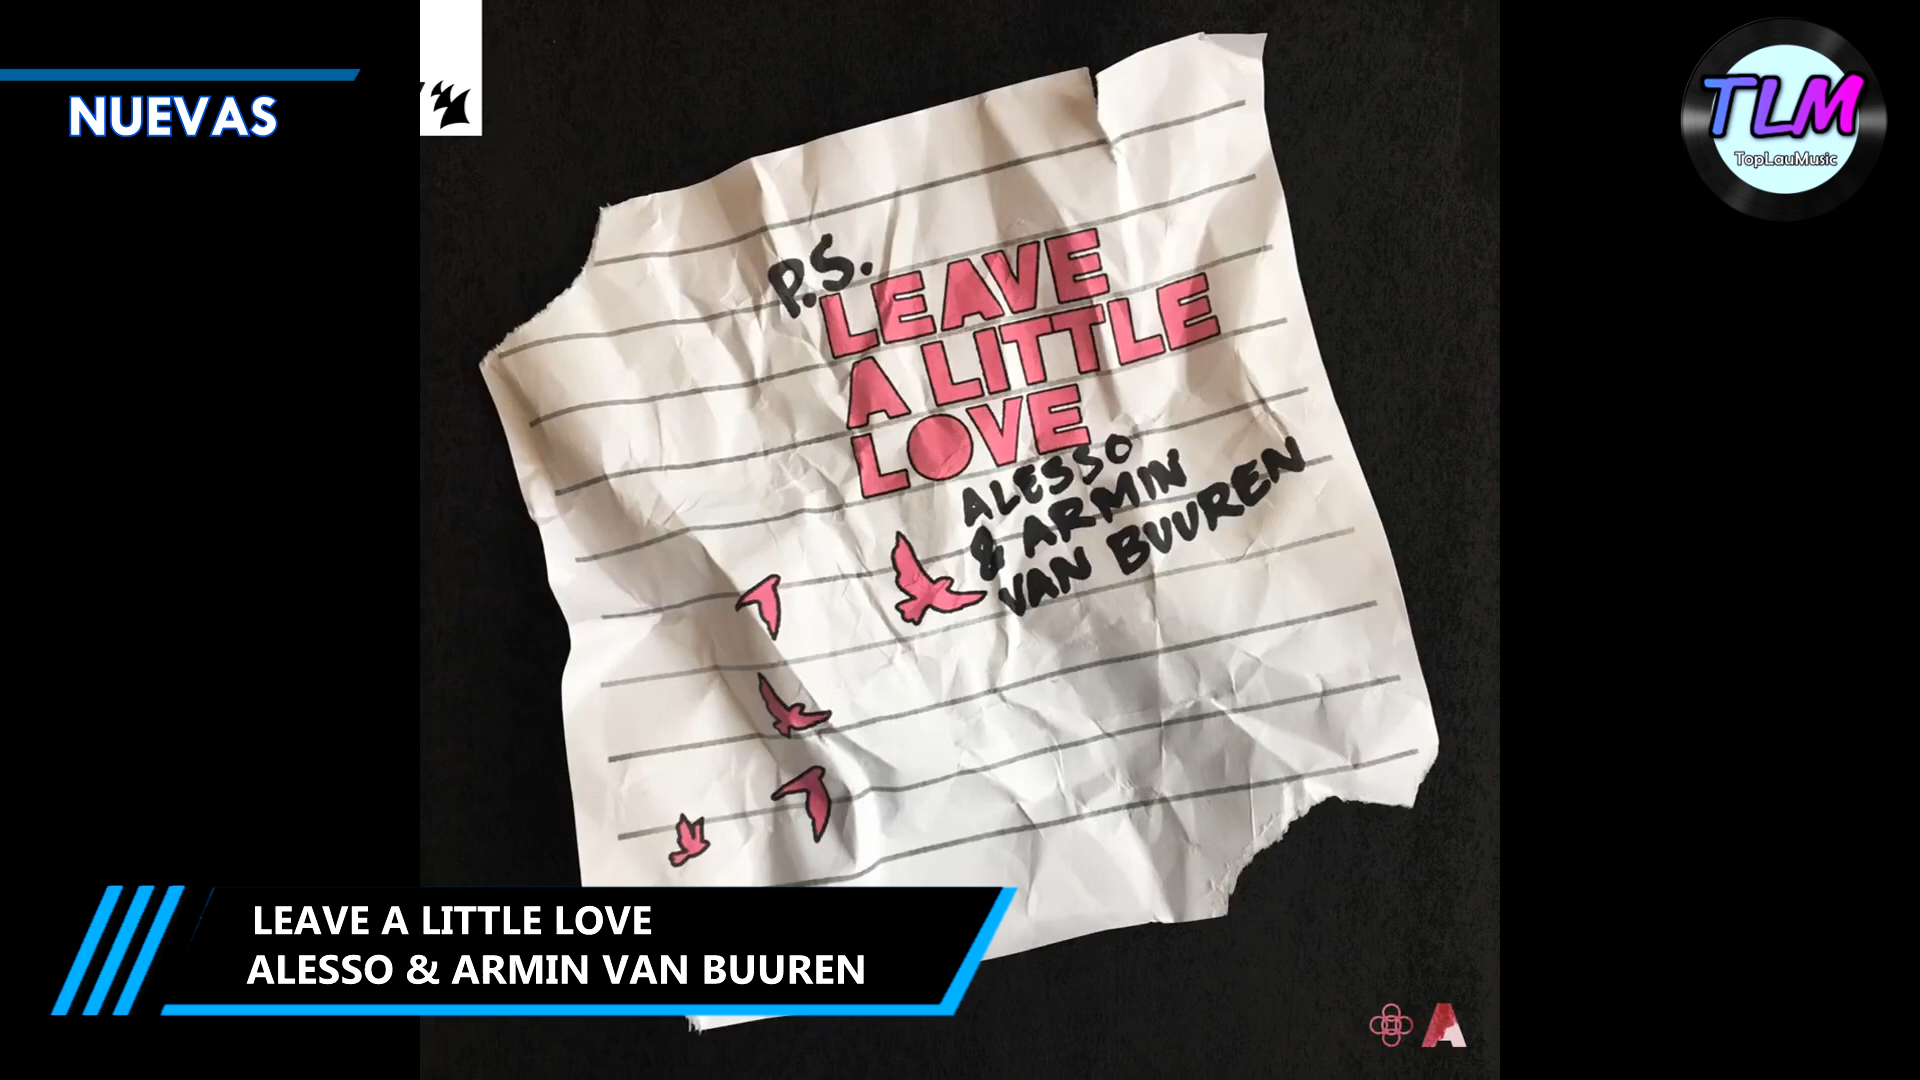 NUEVAS
TLM
TopLauMusic
P.S.
LEAVE
A LITTLE
LOVE
ALESSO
& ARMIN
VAN BUUREN
LEAVE A LITTLE LOVE
ALESSO & ARMIN VAN BUUREN
A